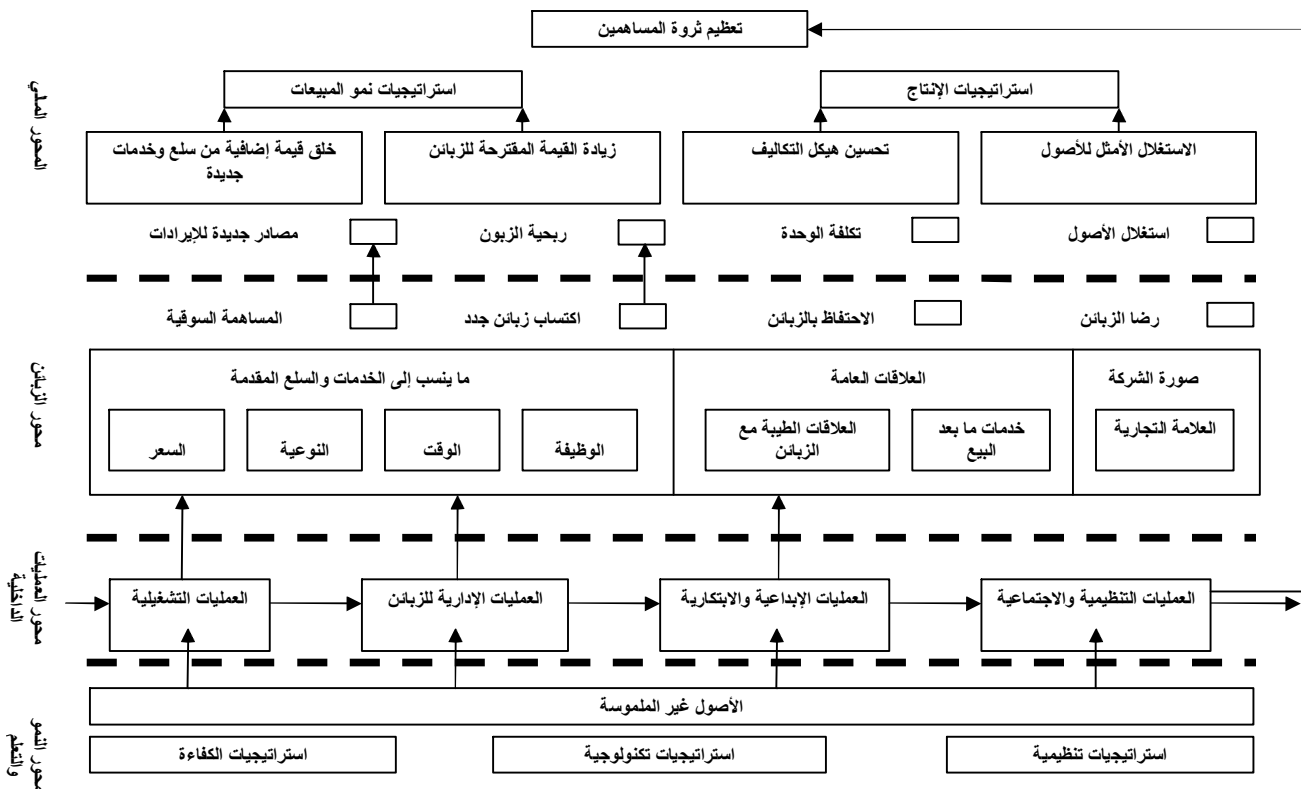 تعظيم ثروة المساهمين
المحور المالي
استراتيجيات الإنتاج
استراتيجيات نمو المبيعات
الاستغلال الأمثل للأصول
تحسين هيكل التكاليف
زيادة القيمة المقترحة للزبائن
خلق قيمة إضافية من سلع وخدمات
جديدة
استغلال الأصول
تكلفة الوحدة
ربحية الزبون
مصادر جديدة للإيرادات
محور الزبائن
رضا الزبائن
الاحتفاظ بالزبائن
اكتساب زبائن جدد
المساهمة السوقية
صورة الشركة
العلاقات العامة
ما ينسب إلى الخدمات والسلع المقدمة
العلامة التجارية
خدمات ما بعد
البيع
العلاقات الطيبة مع
الزبائن
الوظيفة
الوقت
النوعية
السعر
محور العمليات
الداخلية
العمليات التنظيمية والاجتماعية
العمليات الإبداعية والابتكارية
العمليات الإدارية للزبائن
العمليات التشغيلية
محور النمو
والتعلم
الأصول غير الملموسة
استراتيجيات تنظيمية
استراتيجيات تكنولوجية
استراتيجيات الكفاءة